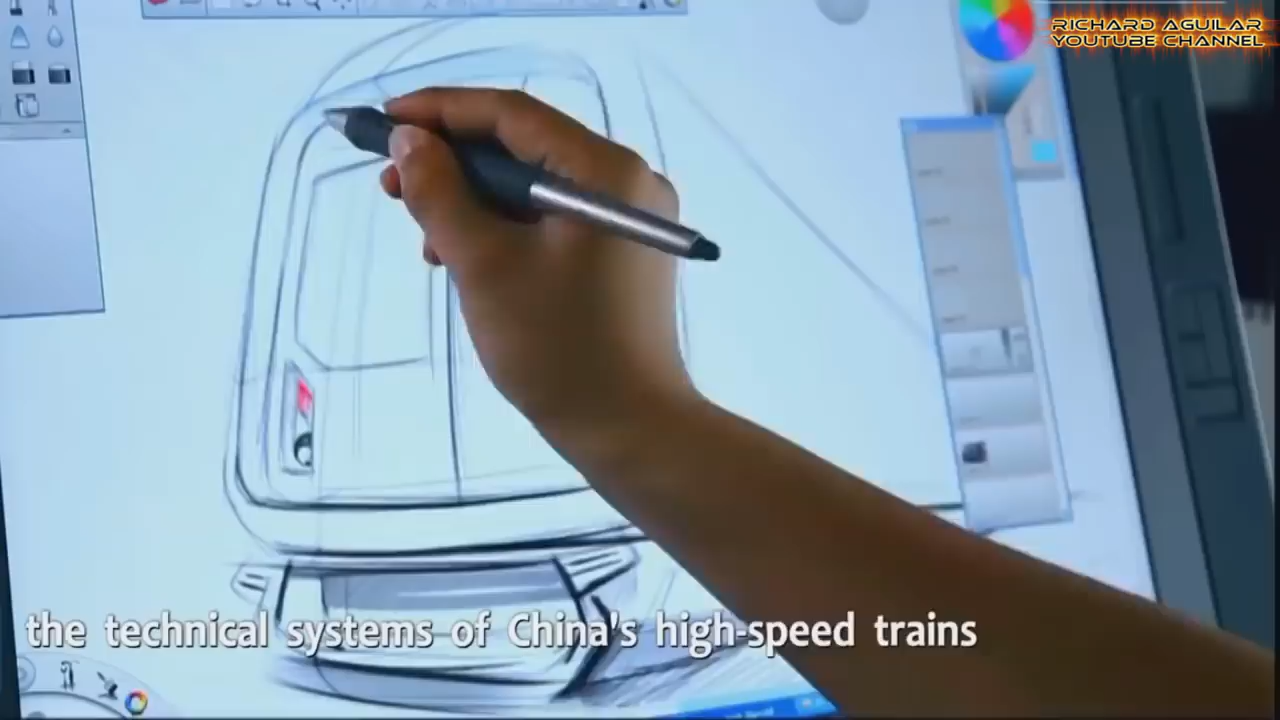 RICHARD AGUILAR
YOUTUBE CHANNEL
the technical systems of China's high-speed trains